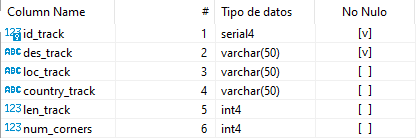 Column Name # Tipo de datos No Nulo
123 id_track 1 serial4 [v]
ABC des_track 2 varchar(50) [v]
ABC loc_track 3 varchar(50) [ ]
ABC country_track 4 varchar(50) [ ]
123 len_track 5 int4 [ ]
123 num_corners 6 int4 [ ]